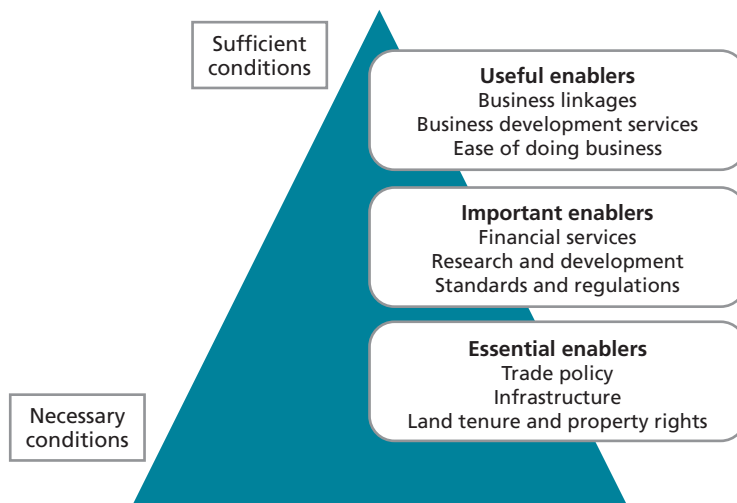 Sufficient
conditions
Useful enablers
Business linkages
Business development services
Ease of doing business
Important enablers
Financial services
Research and development
Standards and regulations
Essential enablers
Trade policy
Infrastructure
Land tenure and property rights
Necessary
conditions